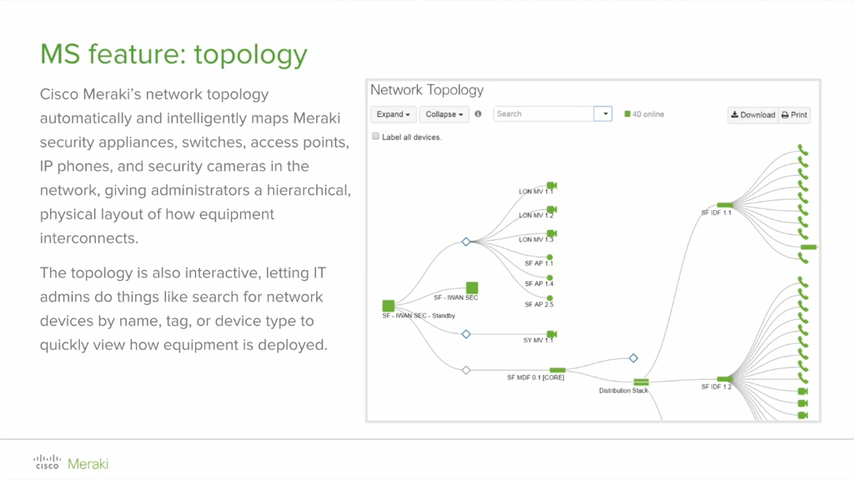 MS feature: topology
Cisco Meraki's network topology
automatically and intelligently maps Meraki
security appliances, switches, access points,
IP phones, and security cameras in the
network, giving administrators a hierarchical,
physical layout of how equipment
interconnects.
The topology is also interactive, letting IT
admins do things like search for network
devices by name, tag, or device type to
quickly view how equipment is deployed.
Network Topology
Expand
Collapse
Search
40 online
Download
Print
Label all devices.
LON MV 1.1
LON MV 1.2
LON MV 1.3
SF AP 1.1
SF AP 1.4
SF AP 2.5
SF - IWAN SEC
SF - IWAN SEC - Standby
SY MV 1.1
SF MDF 0 1 [CORE]
Distribution Stack
SF IDF 1.1
SF IDF 1.2
cisco Meraki